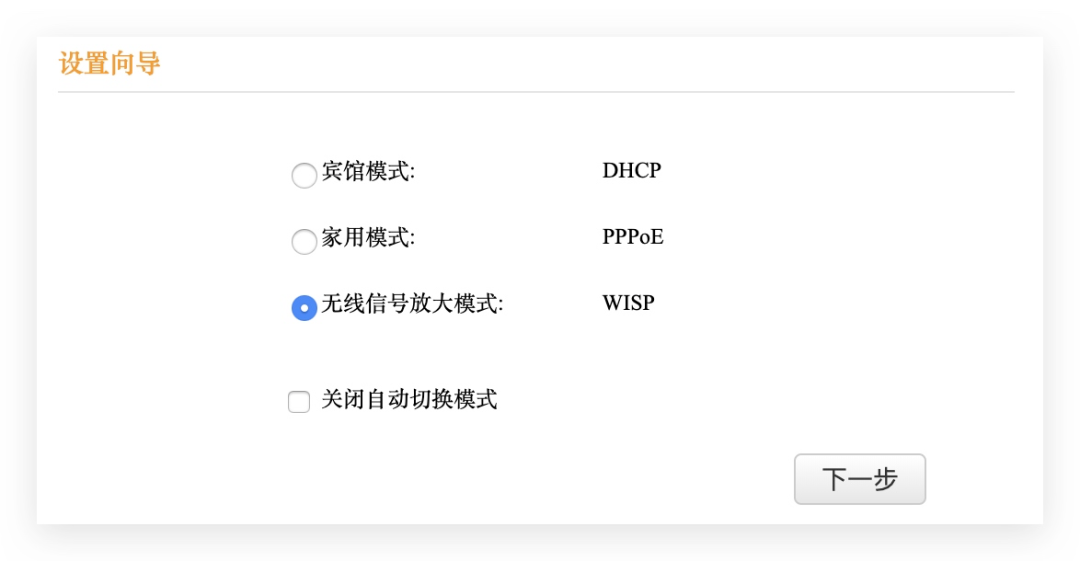 设置向导
宾馆模式: DHCP
家用模式: PPPoE
无线信号放大模式: WISP
关闭自动切换模式
下一步